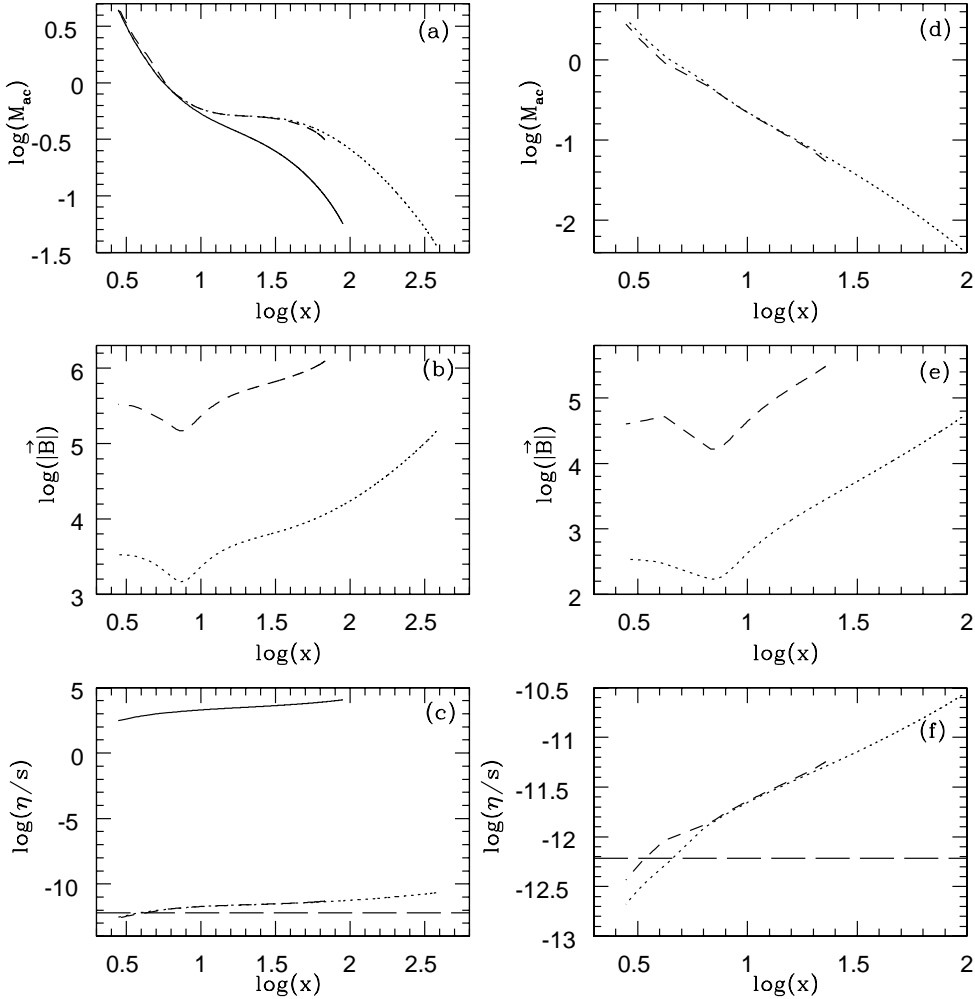 (a)
log(M_ac)
0.5
0
-0.5
-1
-1.5
0.5 1 1.5 2 2.5
log(x)
(d)
log(M_ac)
0
-1
-2
0.5 1 1.5 2
log(x)
(b)
log(|B⃗|)
6
5
4
3
0.5 1 1.5 2 2.5
log(x)
(e)
log(|B⃗|)
5
4
3
2
0.5 1 1.5 2
log(x)
(c)
log(η/s)
5
0
-5
-10
0.5 1 1.5 2 2.5
log(x)
(f)
log(η/s)
-10.5
-11
-11.5
-12
-12.5
-13
0.5 1 1.5 2
log(x)